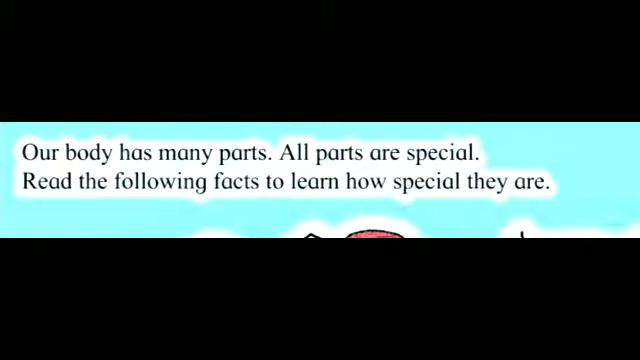 Our body has many parts. All parts are special.
Read the following facts to learn how special they are.